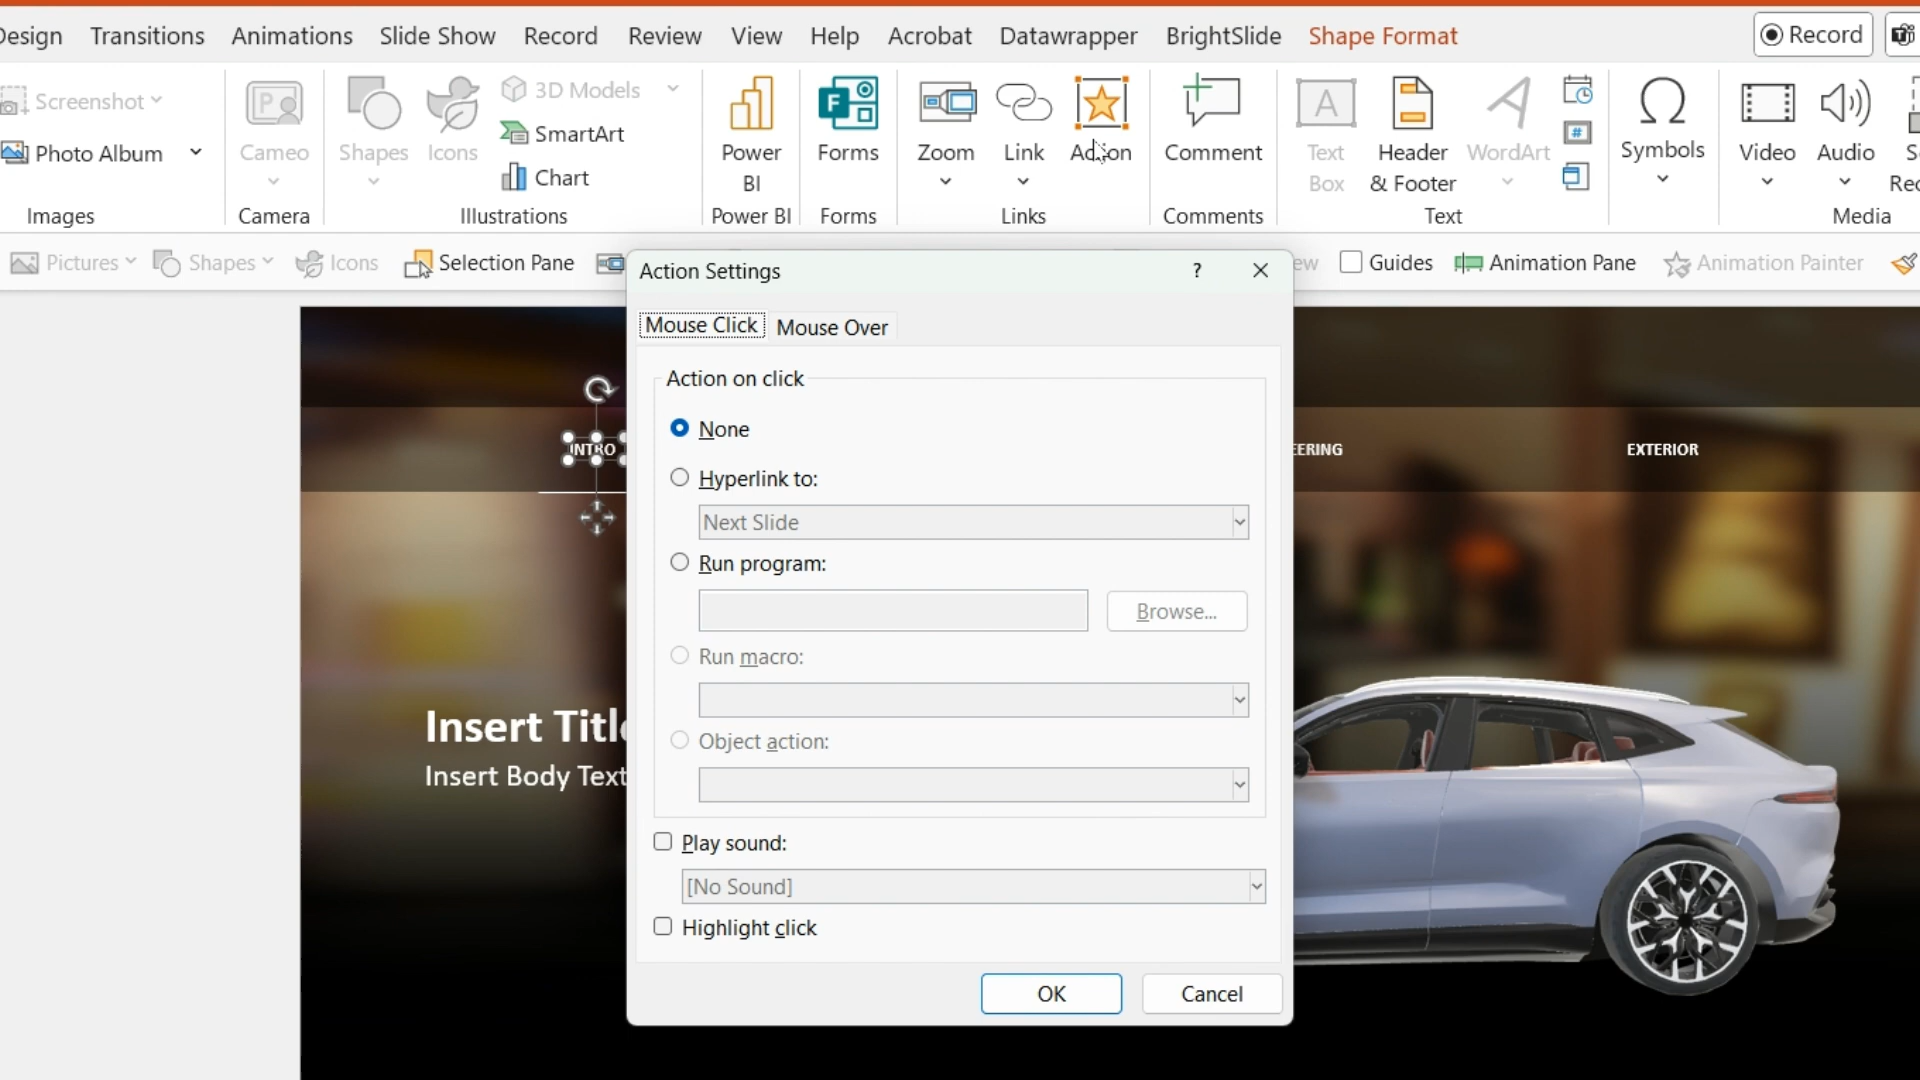 Design Transitions Animations Slide Show Record Review View Help Acrobat Datawrapper BrightSlide Shape Format Record
Screenshot
Photo Album
Cameo
Shapes
Icons
3D Models
SmartArt
Chart
Power
BI
Forms
Zoom
Link
Action
Comment
Text
Box
Header
& Footer
WordArt
Symbols
Video
Audio
Images Camera Illustrations Power BI Forms Links Comments Text Media
Pictures Shapes Icons Selection Pane Guides Animation Pane Animation Painter
Action Settings
Mouse Click Mouse Over
Action on click
None
Hyperlink to:
Next Slide
Run program:
Browse...
Run macro:
Object action:
Play sound:
[No Sound]
Highlight click
OK Cancel
INTRO
ERING
EXTERIOR
Insert Title
Insert Body Text